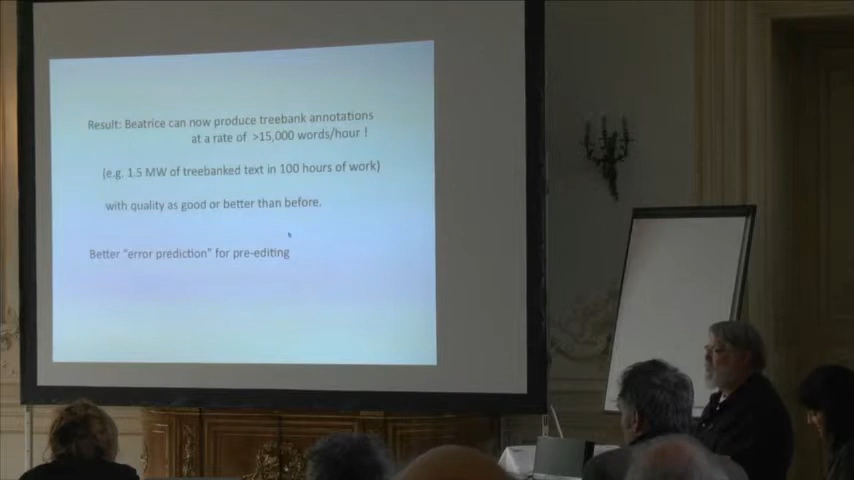 Result: Beatrice can now produce treebank annotations
at a rate of >15,000 words/hour !
(e.g. 1.5 MW of treebanked text in 100 hours of work)
with quality as good or better than before.
Better "error prediction" for pre-editing